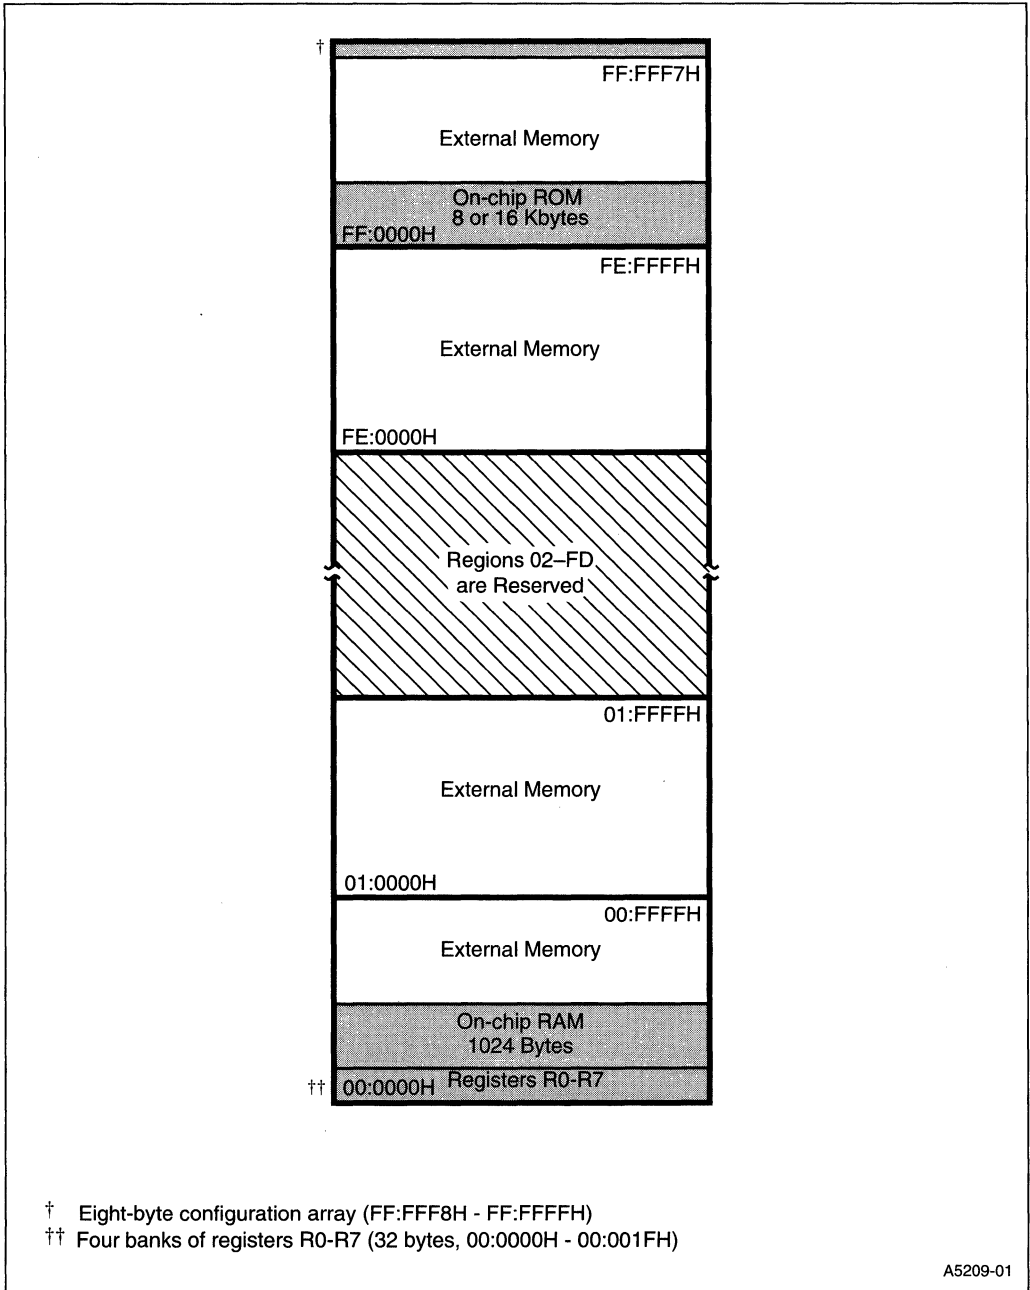 †
FF:FFF7H
External Memory
On-chip ROM
8 or 16 Kbytes
FF:0000H
FE:FFFFH
External Memory
FE:0000H
Regions 02–FD
are Reserved
01:FFFFH
External Memory
01:0000H
00:FFFFH
External Memory
On-chip RAM
1024 Bytes
†† 00:0000H Registers R0-R7
† Eight-byte configuration array (FF:FFF8H - FF:FFFFH)
†† Four banks of registers R0-R7 (32 bytes, 00:0000H - 00:001FH)
A5209-01